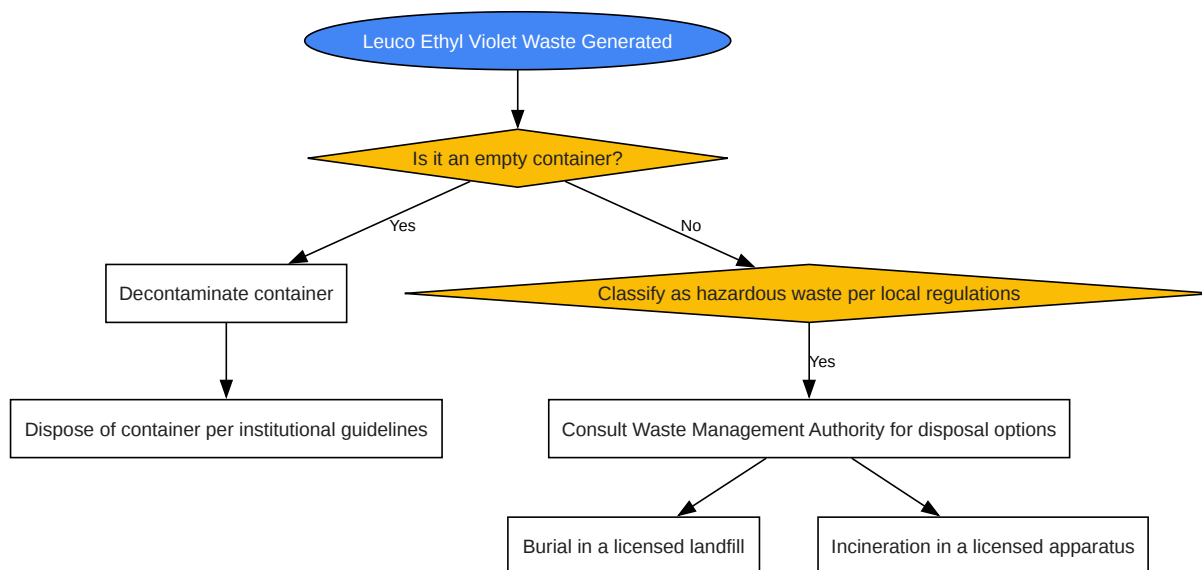 Leuco Ethyl Violet Waste Generated
Is it an empty container?
Yes
No
Decontaminate container
Classify as hazardous waste per local regulations
Yes
Dispose of container per institutional guidelines
Consult Waste Management Authority for disposal options
Burial in a licensed landfill
Incineration in a licensed apparatus